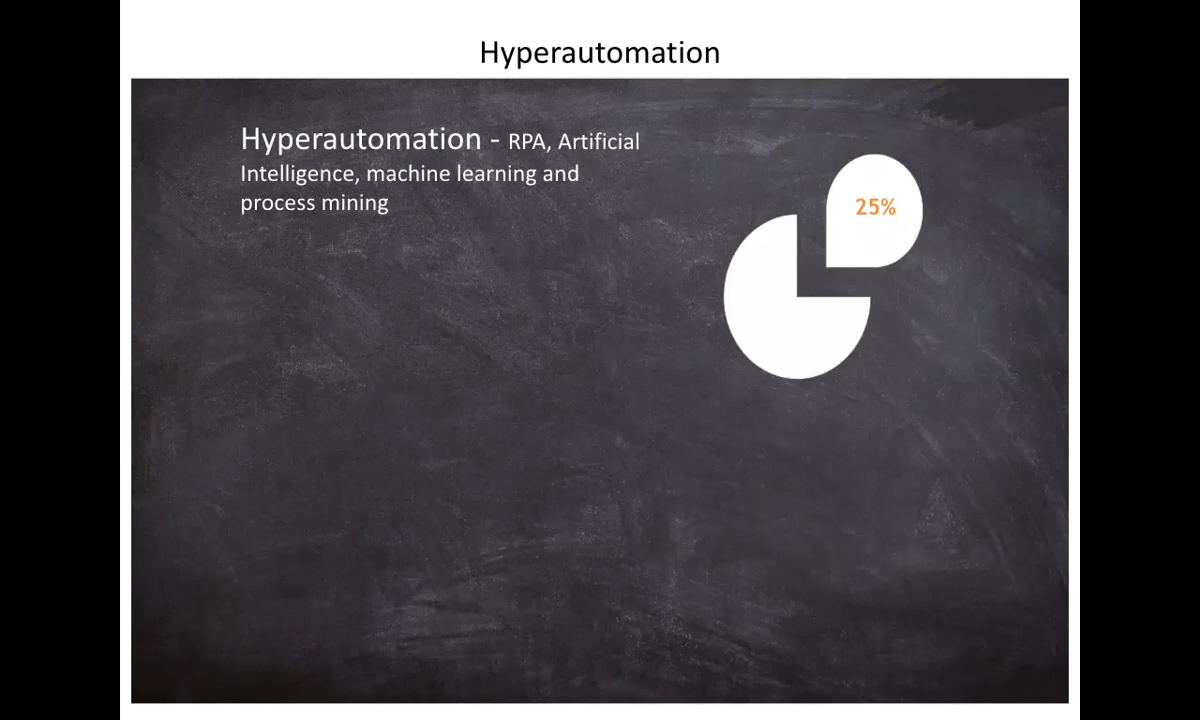 Hyperautomation
Hyperautomation - RPA, Artificial
Intelligence, machine learning and
process mining
25%